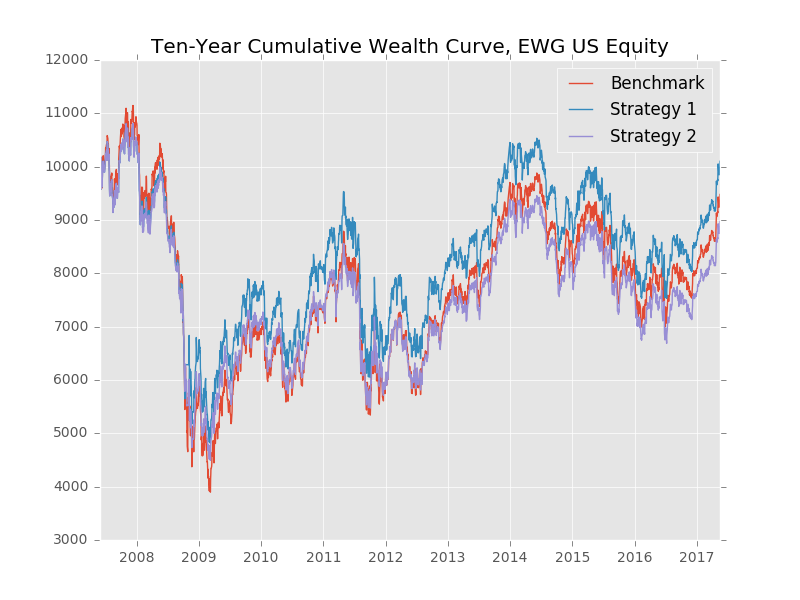 Ten-Year Cumulative Wealth Curve, EWG US Equity
12000
11000
10000
9000
8000
7000
6000
5000
4000
3000
Benchmark
Strategy 1
Strategy 2
2008 2009 2010 2011 2012 2013 2014 2015 2016 2017